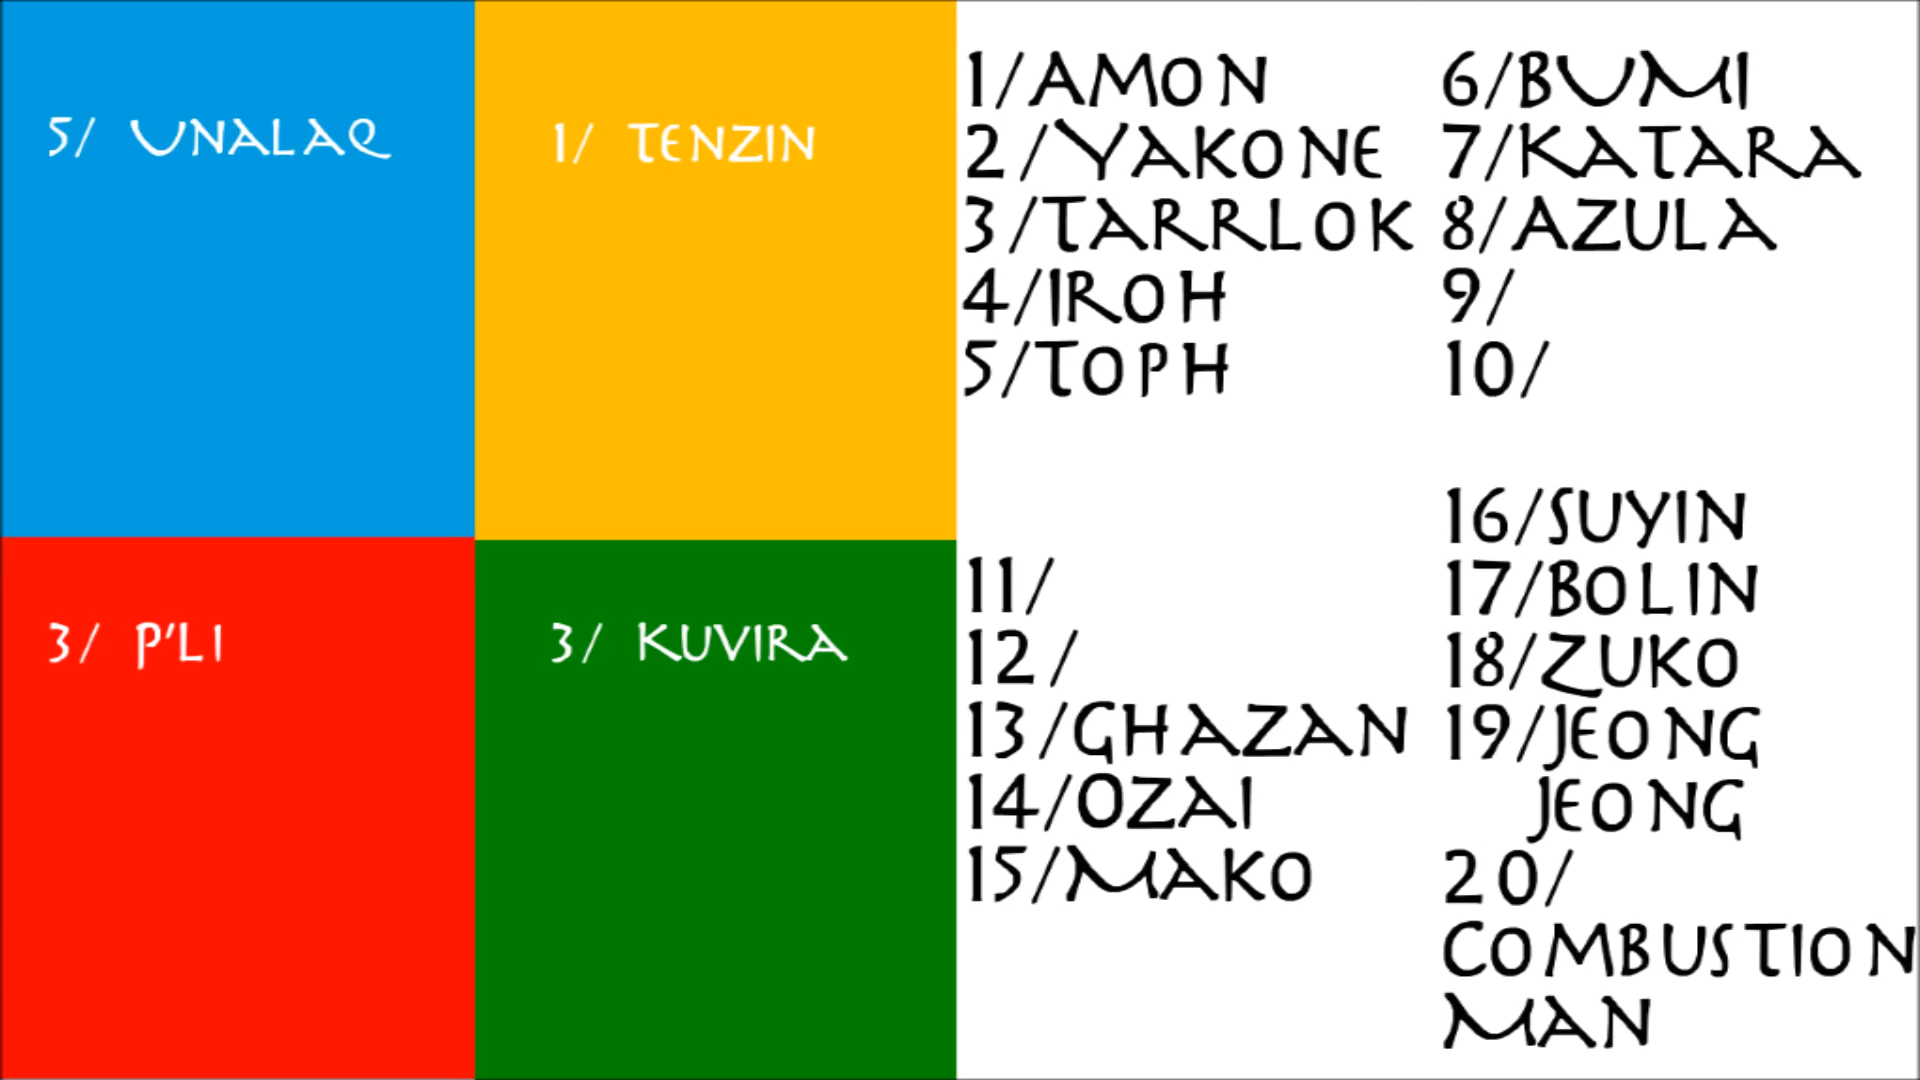 5/ UNALAQ
1/ TENZIN
3/ P'LI
3/ KUVIRA
1/AMON
2/YAKONE
3/TARRLOK
4/IROH
5/TOPH
6/BUMI
7/KATARA
8/AZULA
9/
10/
11/
12/
13/GHAZAN
14/OZAI
15/MAKO
16/SUYIN
17/BOLIN
18/ZUKO
19/JEONG
JEONG
20/
COMBUSTION
MAN